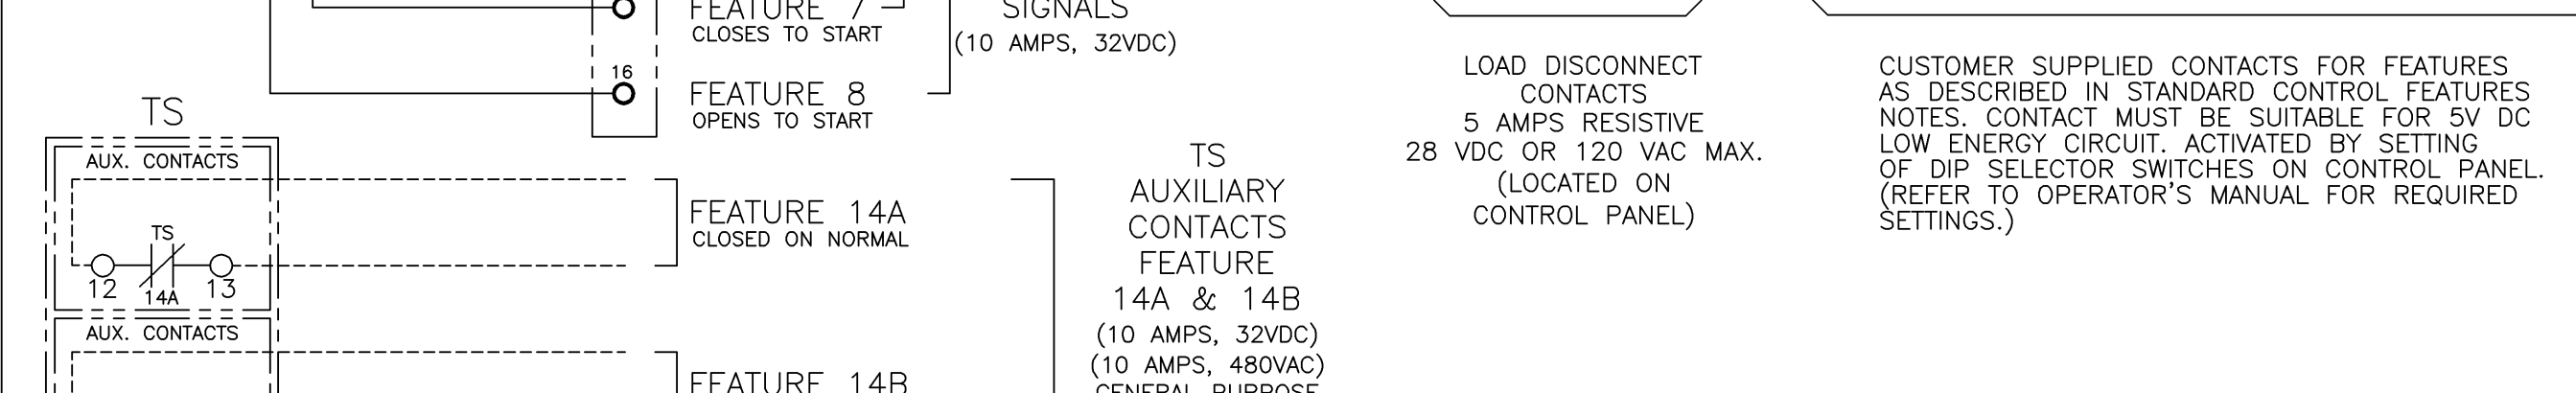 FEATURE 7
CLOSES TO START
SIGNALS
(10 AMPS, 32VDC)
16
FEATURE 8
OPENS TO START
TS
AUX. CONTACTS
FEATURE 14A
CLOSED ON NORMAL
TS
12
14A
13
AUX. CONTACTS
FEATURE 14B
TS
AUXILIARY
CONTACTS
FEATURE
14A & 14B
(10 AMPS, 32VDC)
(10 AMPS, 480VAC)
GENERAL PURPOSE
LOAD DISCONNECT
CONTACTS
5 AMPS RESISTIVE
28 VDC OR 120 VAC MAX.
(LOCATED ON
CONTROL PANEL)
CUSTOMER SUPPLIED CONTACTS FOR FEATURES
AS DESCRIBED IN STANDARD CONTROL FEATURES
NOTES. CONTACT MUST BE SUITABLE FOR 5V DC
LOW ENERGY CIRCUIT. ACTIVATED BY SETTING
OF DIP SELECTOR SWITCHES ON CONTROL PANEL.
(REFER TO OPERATOR'S MANUAL FOR REQUIRED
SETTINGS.)